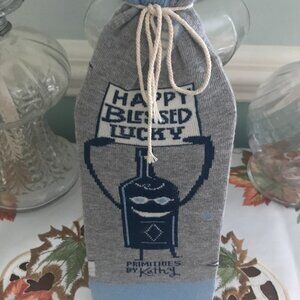 HAPPY
BLESSED
LUCKY
PRIMITIVES
BY Kathy